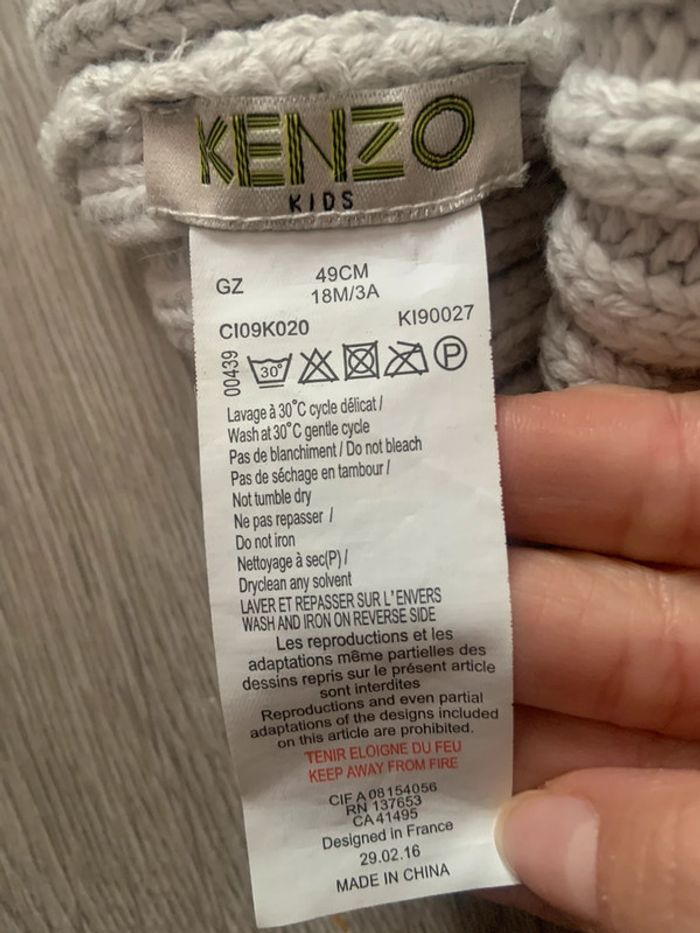 KENZO
KIDS
GZ 49CM
18M/3A
CI09K020 KI90027
00439
30°
P
Lavage à 30°C cycle délicat /
Wash at 30°C gentle cycle
Pas de blanchiment / Do not bleach
Pas de séchage en tambour /
Not tumble dry
Ne pas repasser /
Do not iron
Nettoyage à sec(P) /
Dryclean any solvent
LAVER ET REPASSER SUR L'ENVERS
WASH AND IRON ON REVERSE SIDE
Les reproductions et les
adaptations même partielles des
dessins repris sur le présent article
sont interdites
Reproductions and even partial
adaptations of the designs included
on this article are prohibited.
TENIR ELOIGNE DU FEU
KEEP AWAY FROM FIRE
CIF A 08154056
RN 137653
CA 41495
Designed in France
29.02.16
MADE IN CHINA